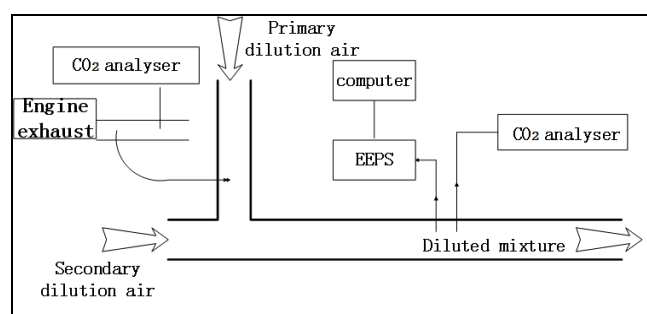 Primary
dilution air
CO2 analyser
computer
Engine
exhaust
CO2 analyser
EEPS
Diluted mixture
Secondary
dilution air